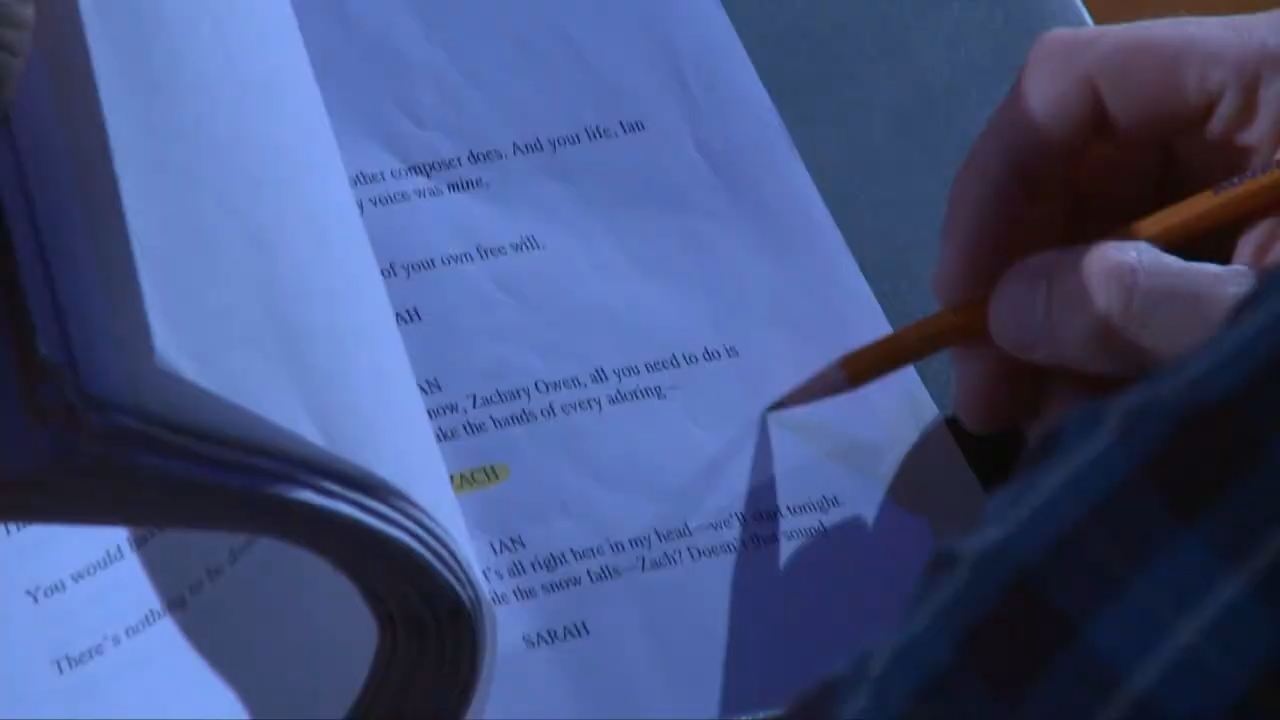 other composer does. And your life, Ian
y voice was mine.
of your own free will.
AH
AN
now, Zachary Owen, all you need to do is
ake the hands of every adoring—
ZACH
IAN
t's all right here in my head—we'll start tonight
ile the snow falls—Zach? Doesn't that sound
SARAH
You would
There's nothing to be